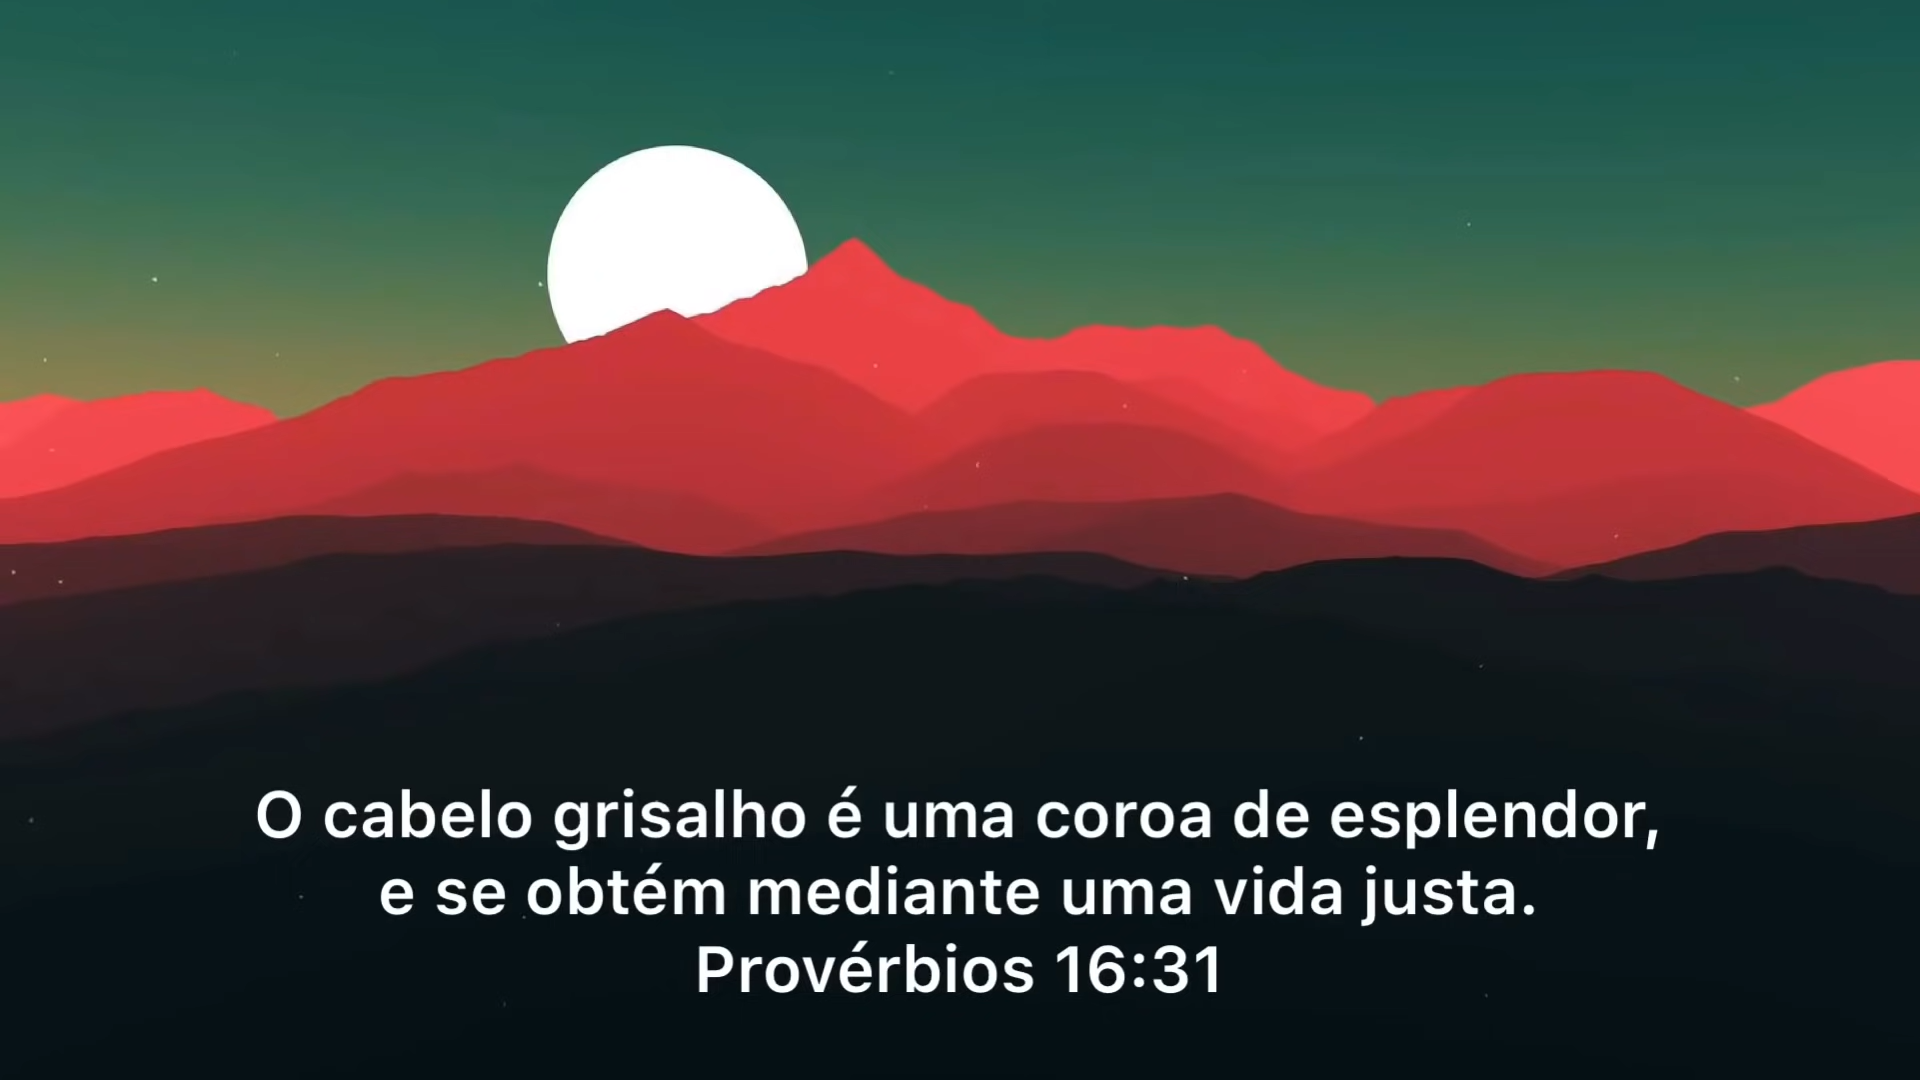 O cabelo grisalho é uma coroa de esplendor,
e se obtém mediante uma vida justa.
Provérbios 16:31